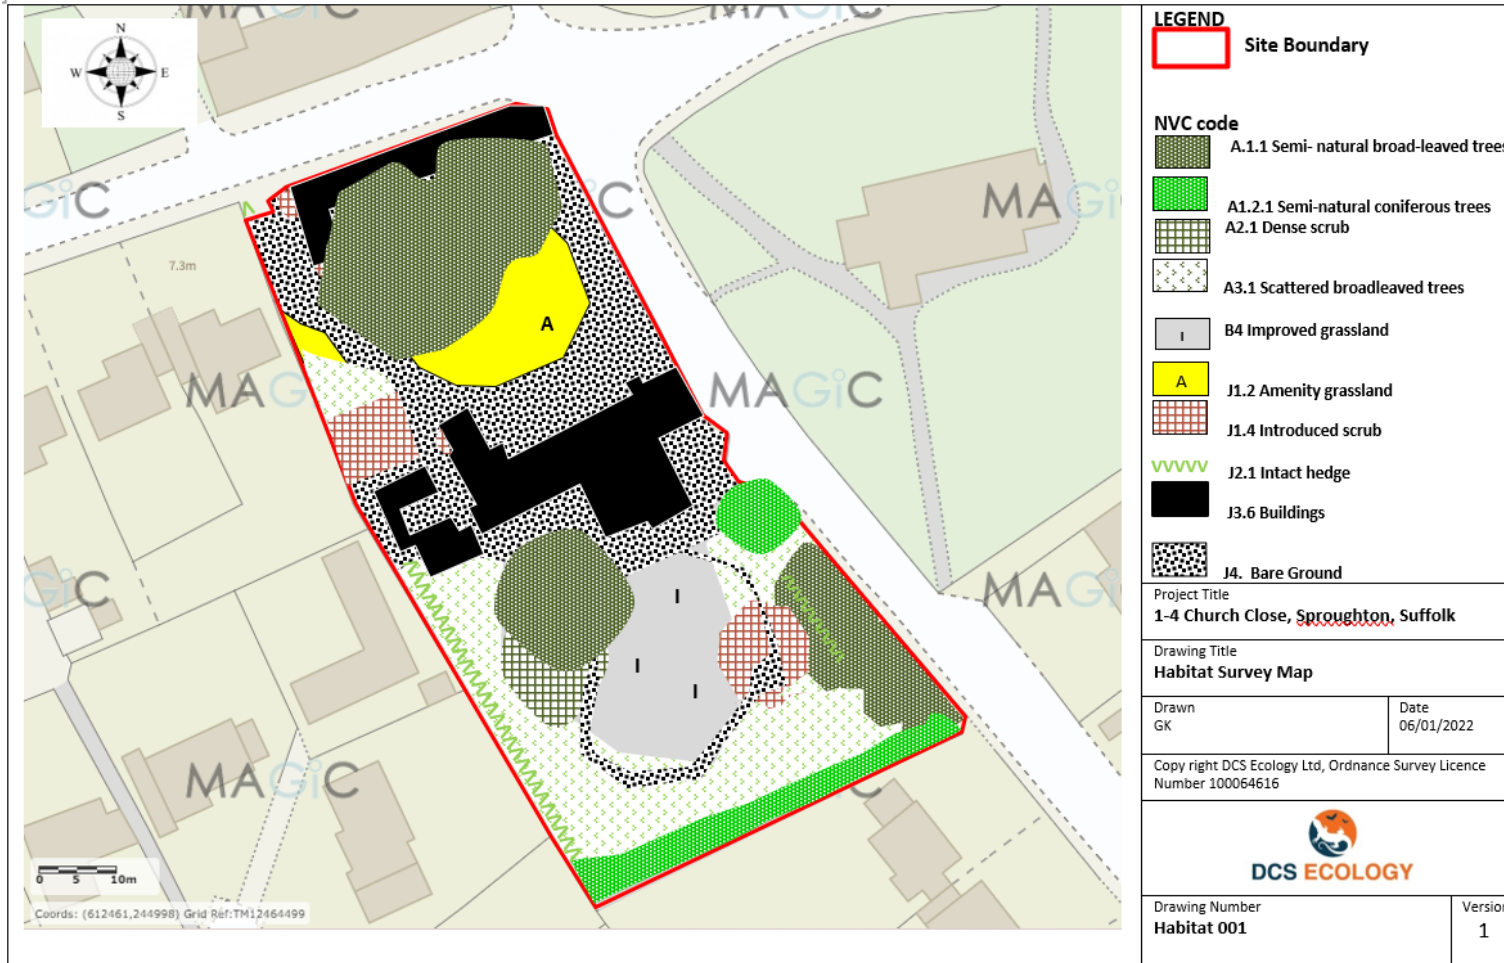 MAGiC
MAGiC
N
W E
S
GiC
C
MAGi
7.3m
A
MAG
MAGiC
GiC
MAG
I
I
I
MAGiC
C
0 5 10m
Coords: (612461,244998) Grid Ref:TM12464499
LEGEND
Site Boundary
NVC code
A.1.1 Semi- natural broad-leaved trees
A1.2.1 Semi-natural coniferous trees
A2.1 Dense scrub
A3.1 Scattered broadleaved trees
I B4 Improved grassland
A J1.2 Amenity grassland
J1.4 Introduced scrub
J2.1 Intact hedge
J3.6 Buildings
J4. Bare Ground
Project Title
1-4 Church Close, Sproughton, Suffolk
Drawing Title
Habitat Survey Map
Drawn Date
GK 06/01/2022
Copy right DCS Ecology Ltd, Ordnance Survey Licence
Number 100064616
DCS ECOLOGY
Drawing Number Version
Habitat 001 1